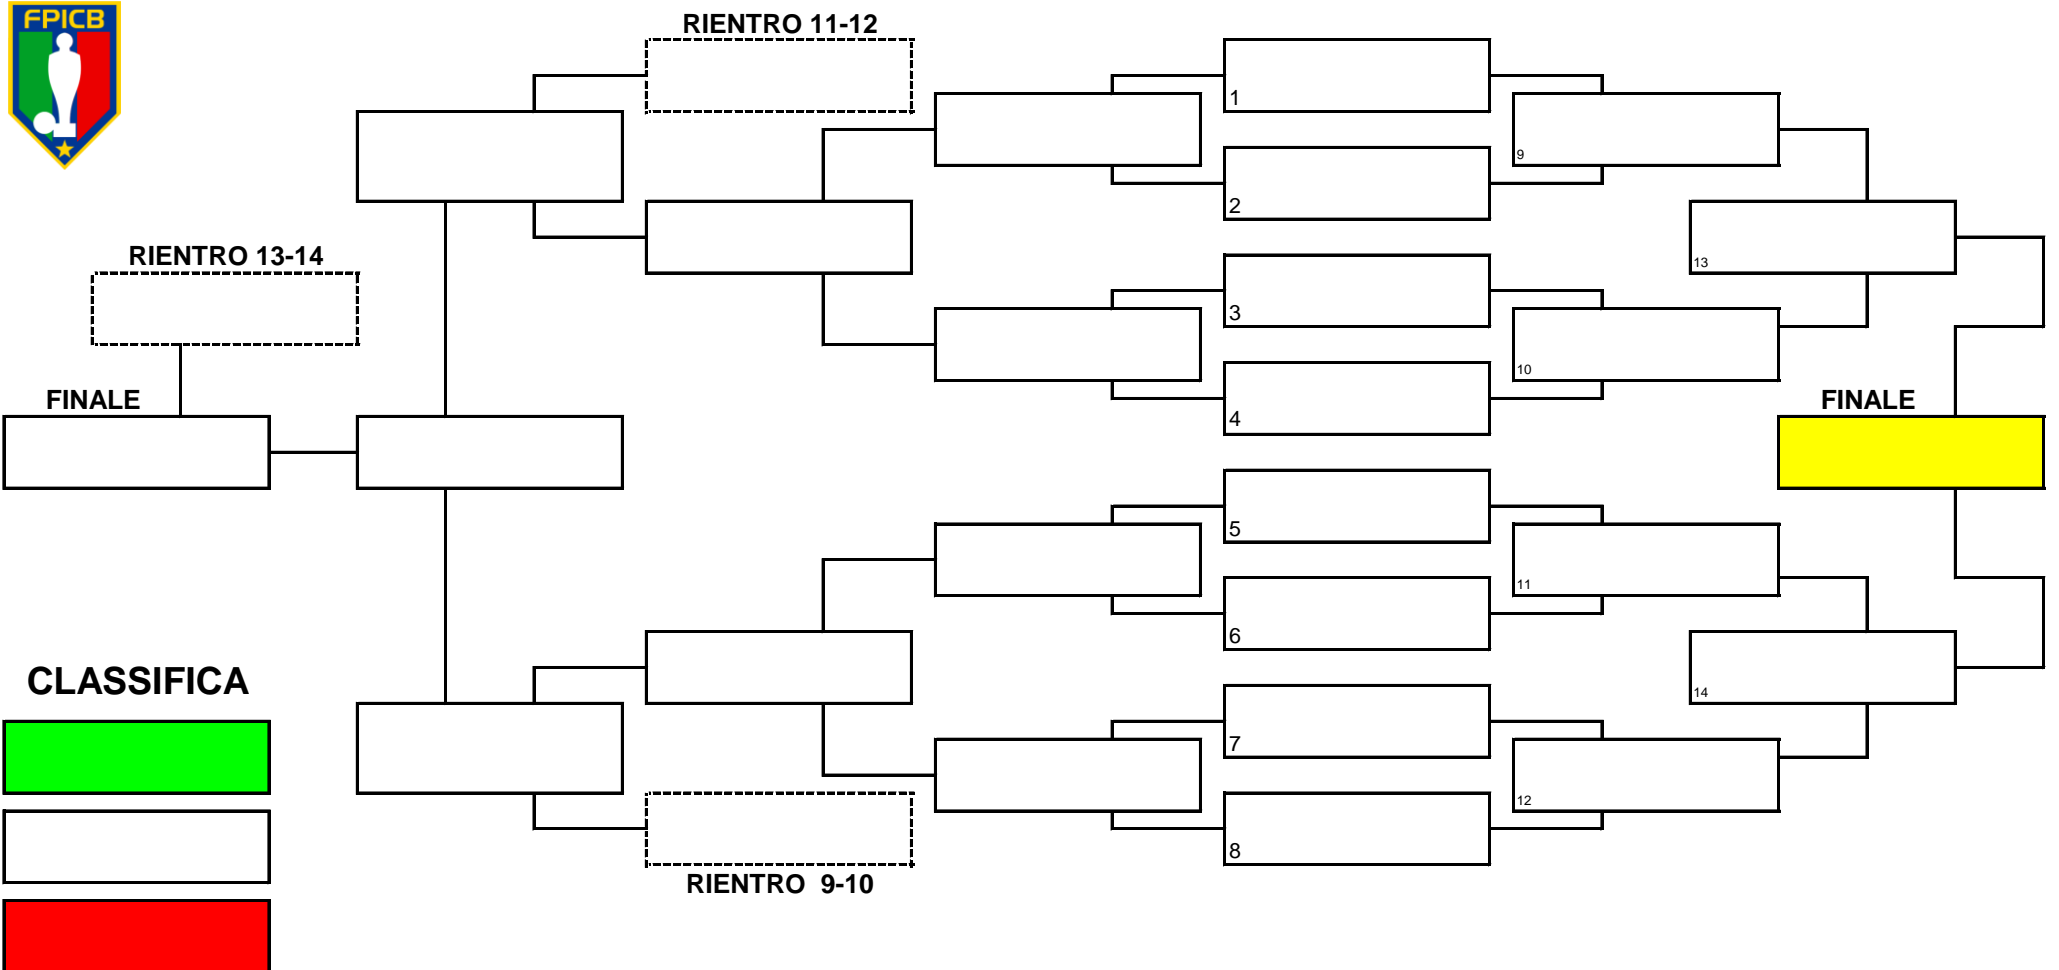 FPICB
RIENTRO 11-12
1
9
2
13
RIENTRO 13-14
3
10
4
FINALE
FINALE
5
11
6
14
CLASSIFICA
7
12
8
RIENTRO  9-10